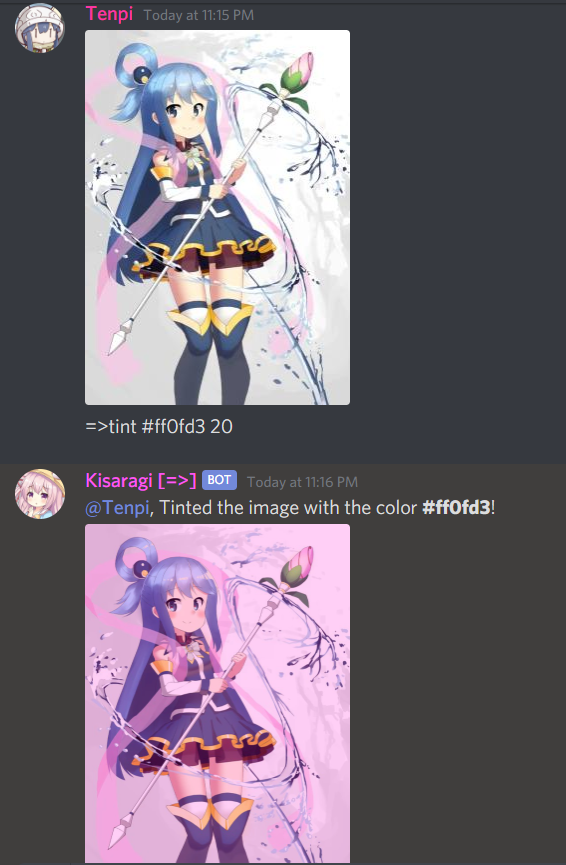 Tenpi Today at 11:15 PM
=>tint #ff0fd3 20
Kisaragi [=>] BOT Today at 11:16 PM
@Tenpi, Tinted the image with the color #ff0fd3!